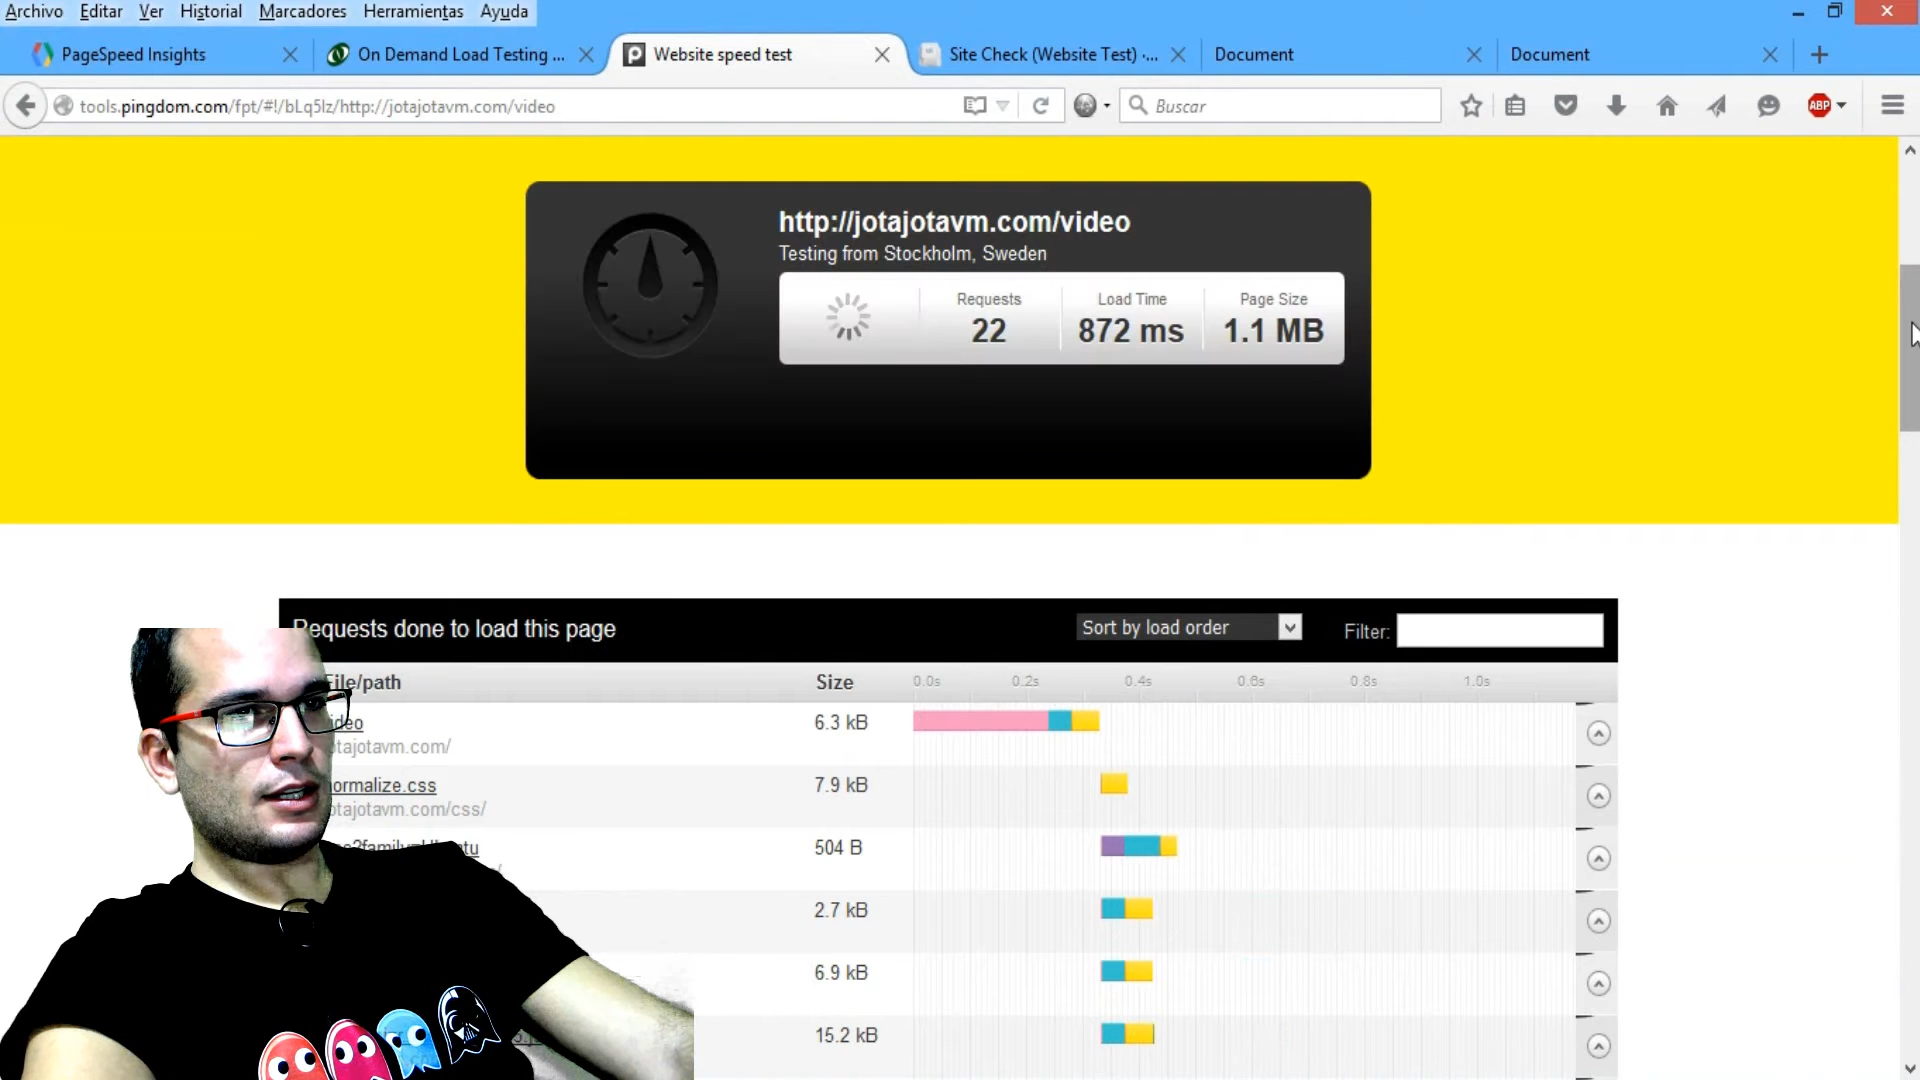 Archivo Editar Ver Historial Marcadores Herramientas Ayuda
PageSpeed Insights
On Demand Load Testing ...
Website speed test
Site Check (Website Test) -...
Document
Document
tools.pingdom.com/fpt/#!/bLq5lz/http://jotajotavm.com/video
Buscar
ABP
http://jotajotavm.com/video
Testing from Stockholm, Sweden
Requests
22
Load Time
872 ms
Page Size
1.1 MB
Requests done to load this page
Sort by load order
Filter:
File/path
Size
0.0s 0.2s 0.4s 0.6s 0.8s 1.0s
video
6.3 kB
jotajotavm.com/
normalize.css
7.9 kB
jotajotavm.com/css/
504 B
2.7 kB
6.9 kB
15.2 kB